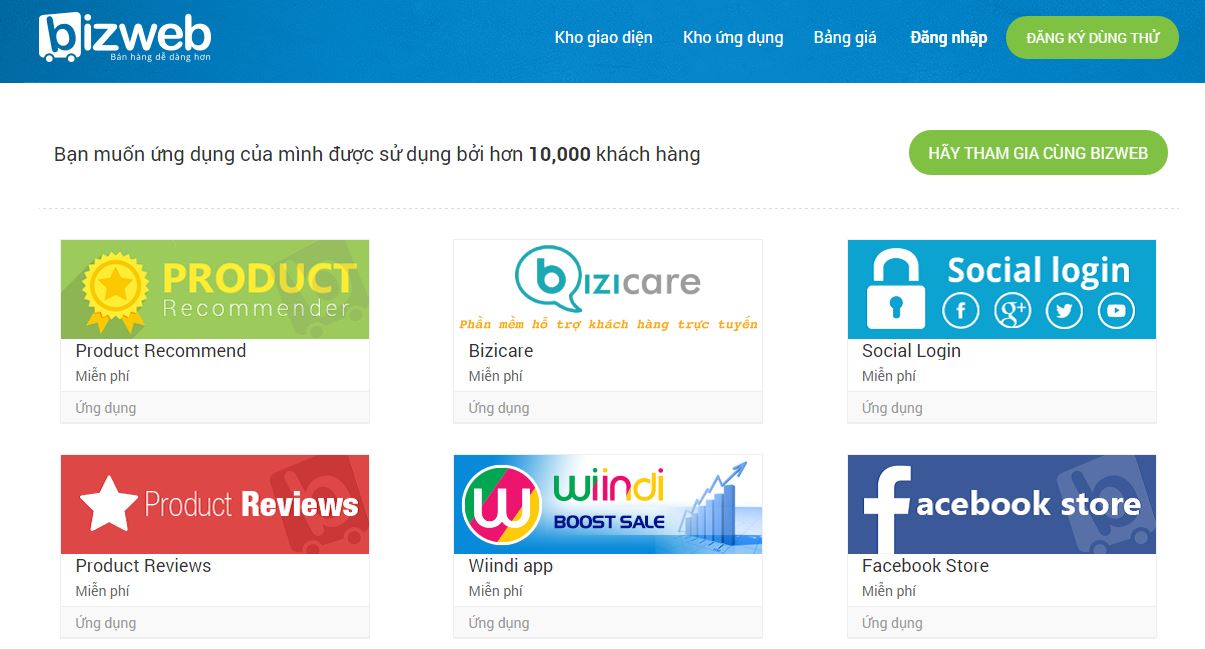 bizweb
Bán hàng dễ dàng hơn
Kho giao diện Kho ứng dụng Bảng giá Đăng nhập ĐĂNG KÝ DÙNG THỬ
Bạn muốn ứng dụng của mình được sử dụng bởi hơn 10,000 khách hàng
HÃY THAM GIA CÙNG BIZWEB
PRODUCT
Recommender
Product Recommend
Miễn phí
Ứng dụng
bizicare
Phần mềm hỗ trợ khách hàng trực tuyến
Bizicare
Miễn phí
Ứng dụng
Social login
Social Login
Miễn phí
Ứng dụng
Product Reviews
Product Reviews
Miễn phí
Ứng dụng
wiindi
BOOST SALE
Wiindi app
Miễn phí
Ứng dụng
facebook store
Facebook Store
Miễn phí
Ứng dụng